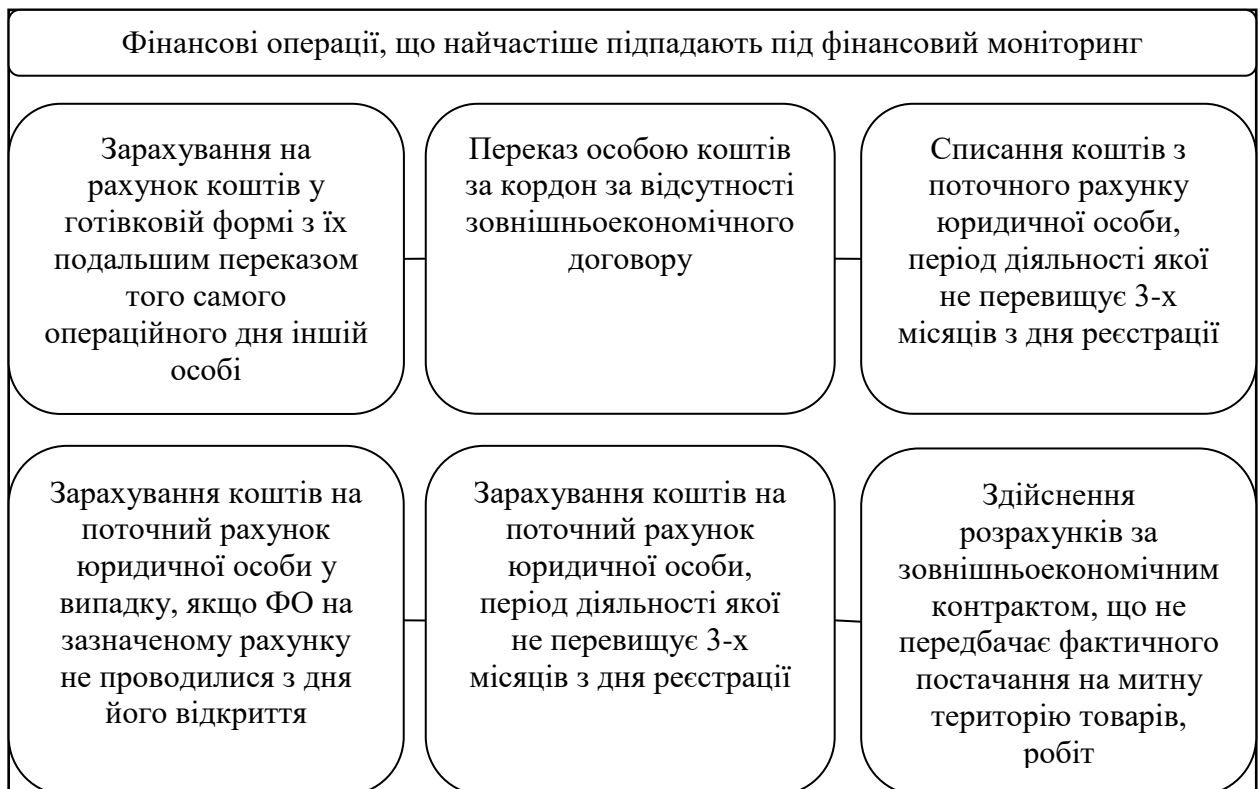 Фінансові операції, що найчастіше підпадають під фінансовий моніторинг
Зарахування на
рахунок коштів у
готівковій формі з їх
подальшим переказом
того самого
операційного дня іншій
особі
Переказ особою коштів
за кордон за відсутності
зовнішньоекономічного
договору
Списання коштів з
поточного рахунку
юридичної особи,
період діяльності якої
не перевищує 3-х
місяців з дня реєстрації
Зарахування коштів на
поточний рахунок
юридичної особи у
випадку, якщо ФО на
зазначеному рахунку
не проводилися з дня
його відкриття
Зарахування коштів на
поточний рахунок
юридичної особи,
період діяльності якої
не перевищує 3-х
місяців з дня реєстрації
Здійснення
розрахунків за
зовнішньоекономічним
контрактом, що не
передбачає фактичного
постачання на митну
територію товарів,
робіт